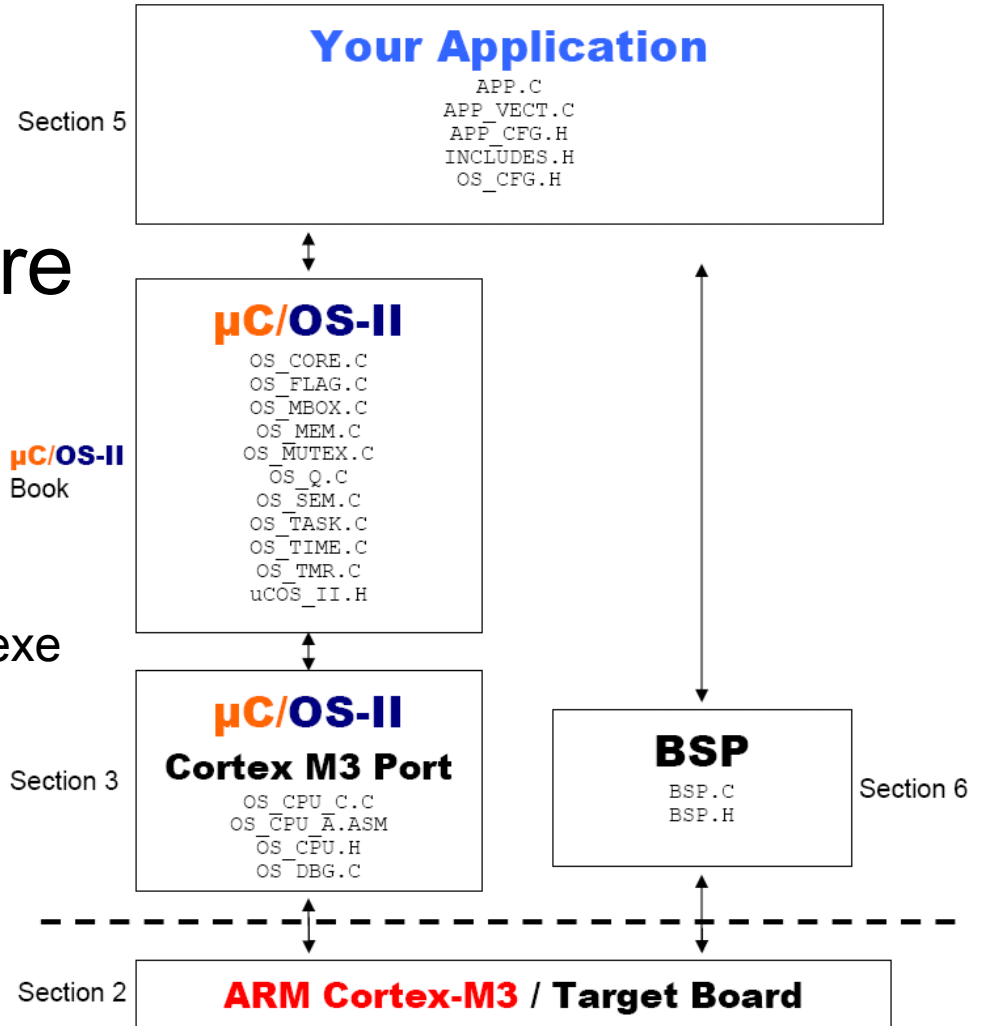 Your Application
APP.C
APP_VECT.C
APP_CFG.H
INCLUDES.H
OS_CFG.H
Section 5
re
µC/OS-II
OS_CORE.C
OS_FLAG.C
OS_MBOX.C
OS_MEM.C
OS_MUTEX.C
OS_Q.C
OS_SEM.C
OS_TASK.C
OS_TIME.C
OS_TMR.C
uCOS_II.H
µC/OS-II
Book
exe
µC/OS-II
Cortex M3 Port
OS_CPU_C.C
OS_CPU_A.ASM
OS_CPU.H
OS_DBG.C
Section 3
BSP
BSP.C
BSP.H
Section 6
Section 2
ARM Cortex-M3 / Target Board